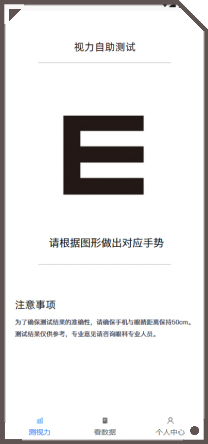 视力自助测试
E
请根据图形做出对应手势
注意事项
为了确保测试结果的准确性，请确保手机与眼睛距离保持50cm。
测试结果仅供参考，专业意见请咨询眼科专业人员。
测视力 看数据 个人中心